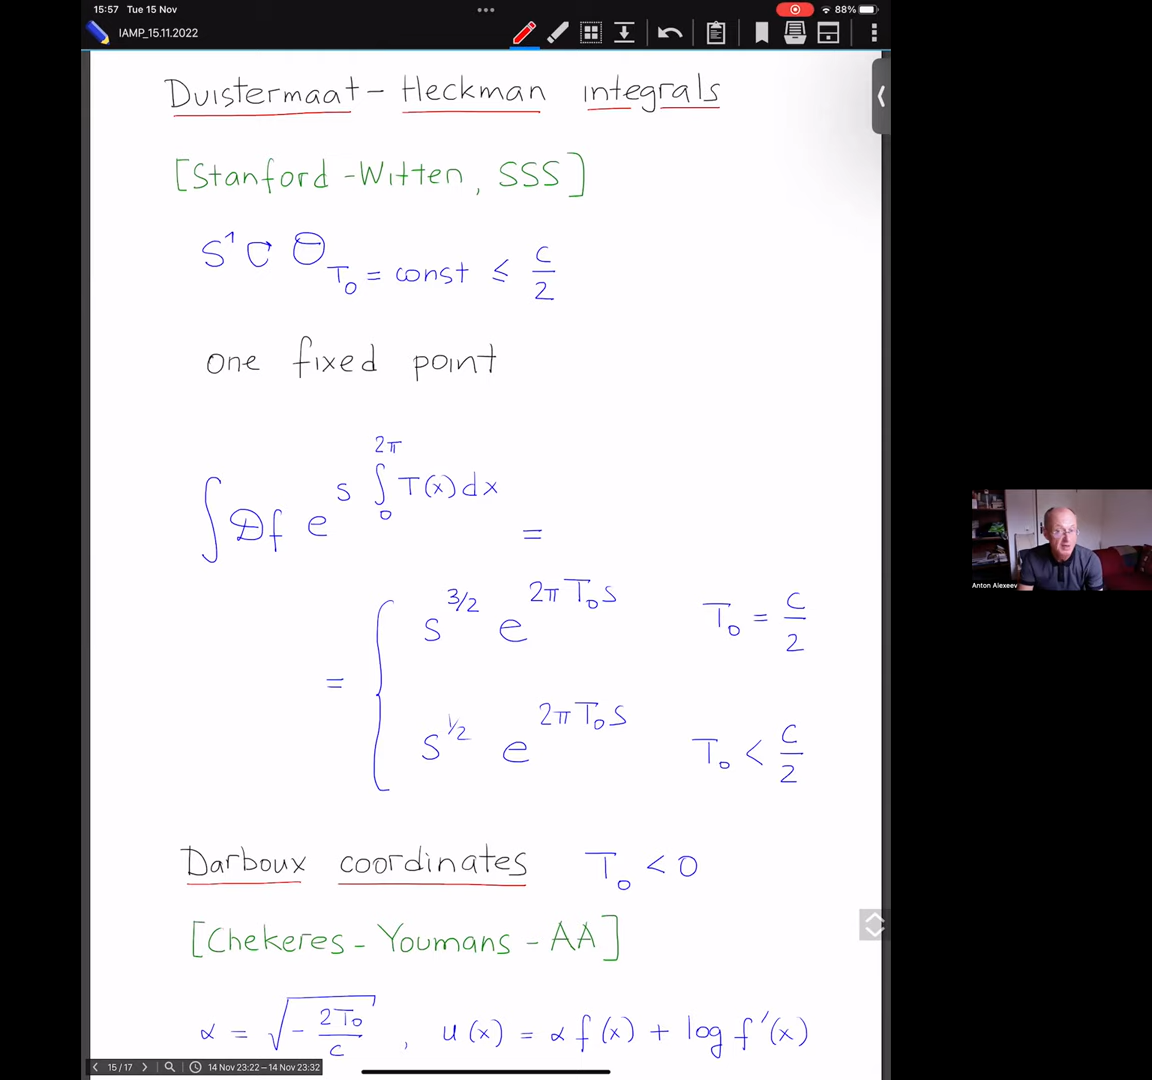 15:57 Tue 15 Nov
88%
IAMP_15.11.2022
Duistermaat - Heckman integrals
[Stanford - Witten, SSS]
S¹ ↻ Θ_{T₀ = const ≤ c/2}
one fixed point
∫ 𝒟f e^{s ∫₀^{2π} T(x) dx} =
= { s^{3/2} e^{2π T₀ s}   T₀ = c/2
s^{1/2} e^{2π T₀ s}   T₀ < c/2
Darboux coordinates T₀ < 0
[Chekeres - Youmans - AA]
α = √(- 2T₀/c) , u(x) = α f(x) + log f'(x)
15 / 17
14 Nov 23:22 – 14 Nov 23:32
Anton Alexeev